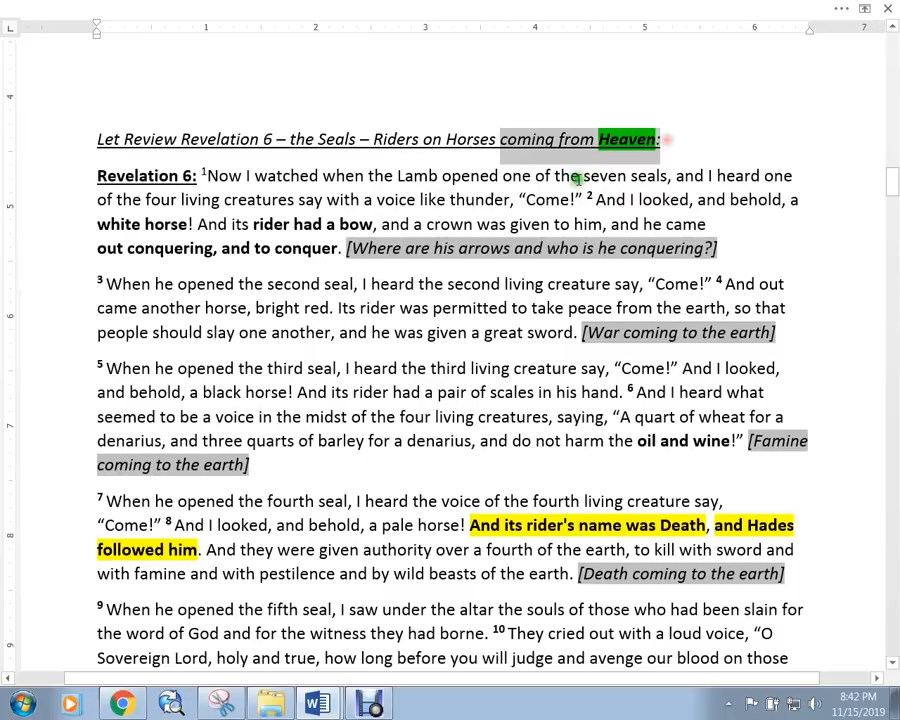 1 2 3 4 5 6 7
4
Let Review Revelation 6 – the Seals – Riders on Horses coming from Heaven:
5
Revelation 6: ¹Now I watched when the Lamb opened one of the seven seals, and I heard one
of the four living creatures say with a voice like thunder, “Come!” ² And I looked, and behold, a
white horse! And its rider had a bow, and a crown was given to him, and he came
out conquering, and to conquer. [Where are his arrows and who is he conquering?]
6
³ When he opened the second seal, I heard the second living creature say, “Come!” ⁴ And out
came another horse, bright red. Its rider was permitted to take peace from the earth, so that
people should slay one another, and he was given a great sword. [War coming to the earth]
7
⁵ When he opened the third seal, I heard the third living creature say, “Come!” And I looked,
and behold, a black horse! And its rider had a pair of scales in his hand. ⁶ And I heard what
seemed to be a voice in the midst of the four living creatures, saying, “A quart of wheat for a
denarius, and three quarts of barley for a denarius, and do not harm the oil and wine!” [Famine
coming to the earth]
8
⁷ When he opened the fourth seal, I heard the voice of the fourth living creature say,
“Come!” ⁸ And I looked, and behold, a pale horse! And its rider's name was Death, and Hades
followed him. And they were given authority over a fourth of the earth, to kill with sword and
with famine and with pestilence and by wild beasts of the earth. [Death coming to the earth]
9
⁹ When he opened the fifth seal, I saw under the altar the souls of those who had been slain for
the word of God and for the witness they had borne. ¹⁰ They cried out with a loud voice, “O
Sovereign Lord, holy and true, how long before you will judge and avenge our blood on those
8:42 PM
11/15/2019